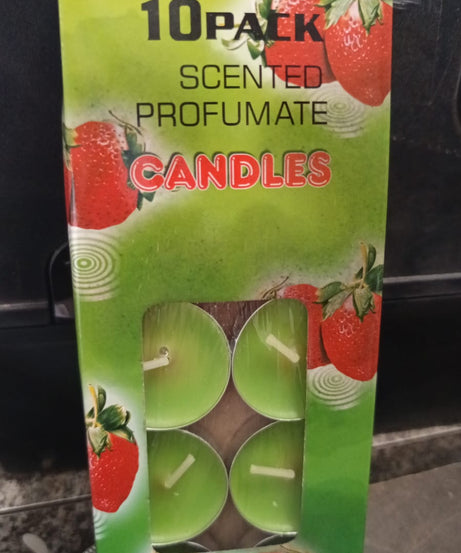 10PACK
SCENTED
PROFUMATE
CANDLES